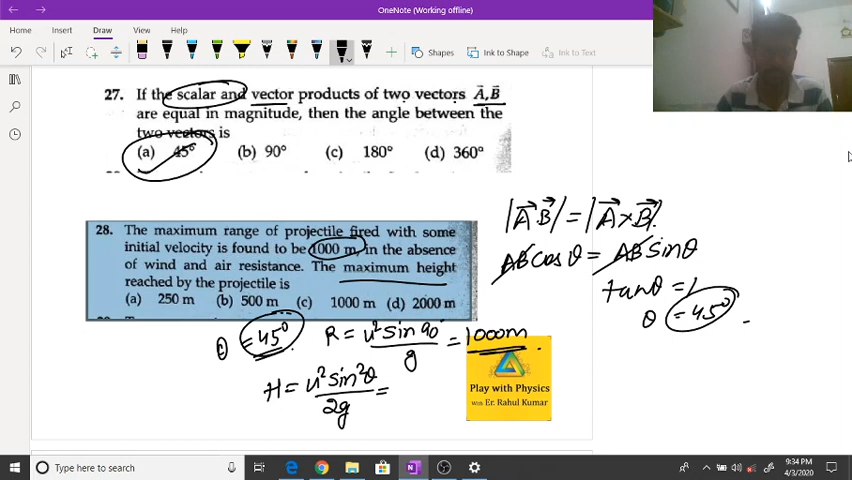 OneNote (Working offline)
Home Insert Draw History Review View Help
Shapes Ink to Shape Ink to Text
27. If the scalar and vector products of two vectors A⃗,B⃗
are equal in magnitude, then the angle between the
two vectors is
(a) 45° (b) 90° (c) 180° (d) 360°
28. The maximum range of projectile fired with some
initial velocity is found to be 1000 m, in the absence
of wind and air resistance. The maximum height
reached by the projectile is
(a) 250 m (b) 500 m (c) 1000 m (d) 2000 m
|A⃗ B⃗| = |A⃗×B⃗|
AB cosθ = AB sinθ
tanθ = 1
θ = 45°
θ = 45° R = u² sin 90° / g = 1000m
H = u² sin²θ / 2g =
Play with Physics
With Er. Rahul Kumar
Type here to search
9:34 PM
4/3/2020